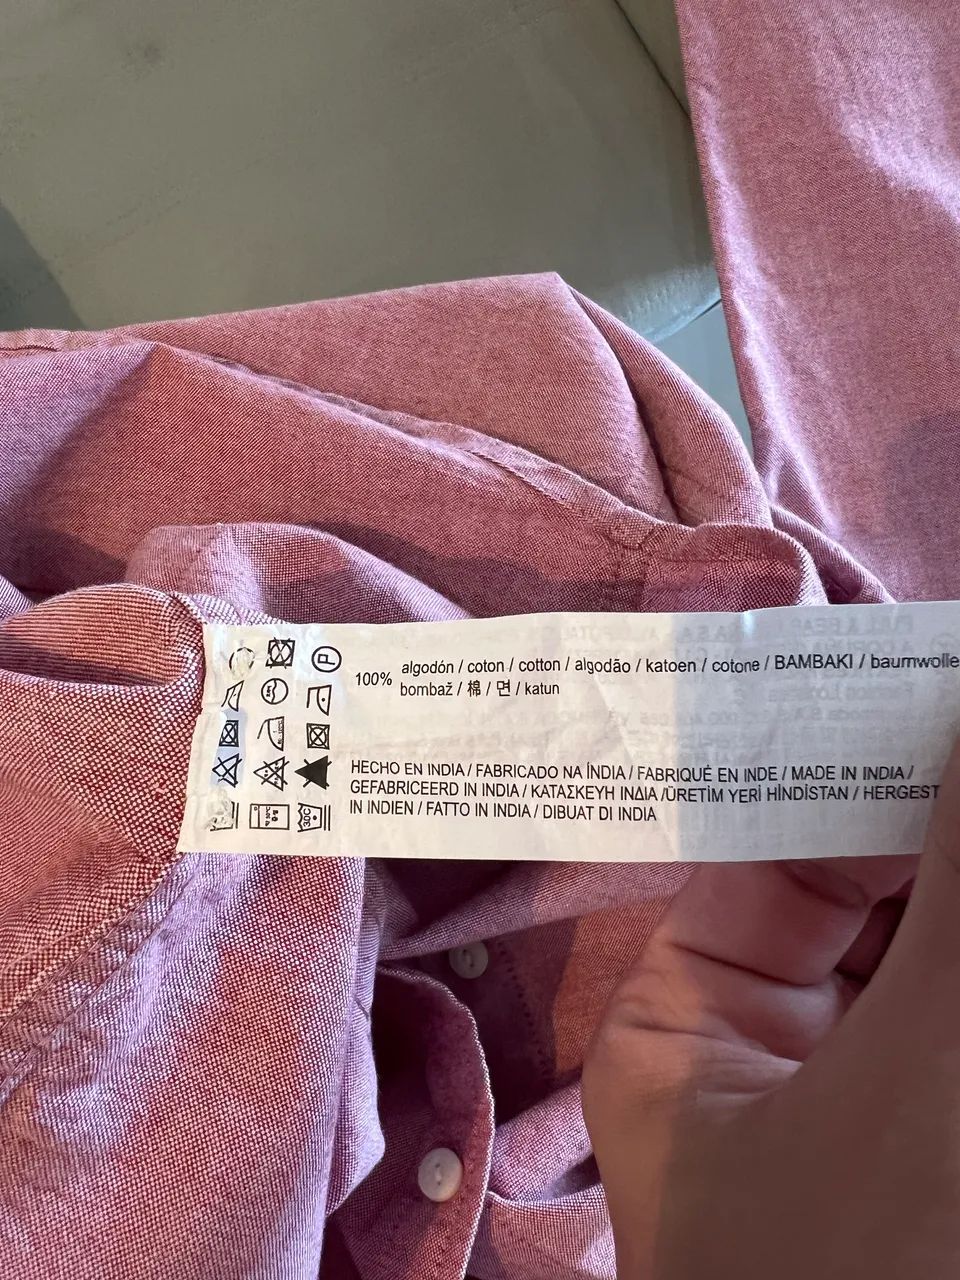 100% algodón / coton / cotton / algodão / katoen / cotone / BAMBAKI / baumwolle
bombaž / 棉 / 면 / katun
HECHO EN INDIA / FABRICADO NA ÍNDIA / FABRIQUÉ EN INDE / MADE IN INDIA /
GEFABRICEERD IN INDIA / ΚΑΤΑΣΚΕΥΗ ΙΝΔΙΑ /ÜRETİM YERİ HİNDİSTAN / HERGEST
IN INDIEN / FATTO IN INDIA / DIBUAT DI INDIA
P
30C